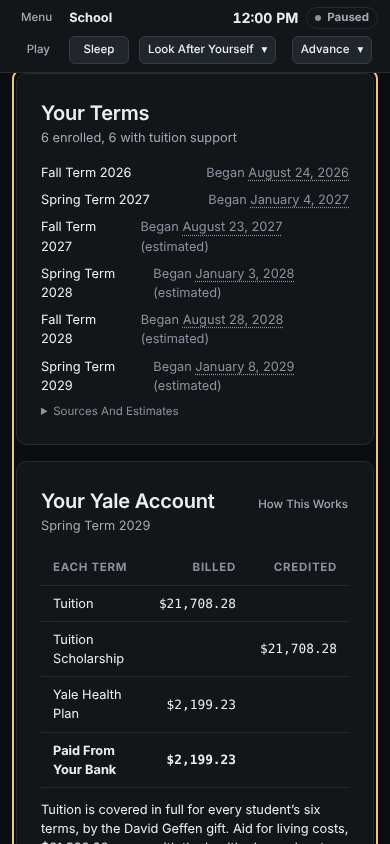 Menu School 12:00 PM Paused
Play Sleep Look After Yourself ▾ Advance ▾
Your Terms
6 enrolled, 6 with tuition support
Fall Term 2026 Began August 24, 2026
Spring Term 2027 Began January 4, 2027
Fall Term Began August 23, 2027
2027 (estimated)
Spring Term Began January 3, 2028
2028 (estimated)
Fall Term Began August 28, 2028
2028 (estimated)
Spring Term Began January 8, 2029
2029 (estimated)
▶ Sources And Estimates
Your Yale Account How This Works
Spring Term 2029
EACH TERM BILLED CREDITED
Tuition $21,708.28
Tuition
Scholarship $21,708.28
Yale Health
Plan $2,199.23
Paid From
Your Bank $2,199.23
Tuition is covered in full for every student's six
terms, by the David Geffen gift. Aid for living costs,